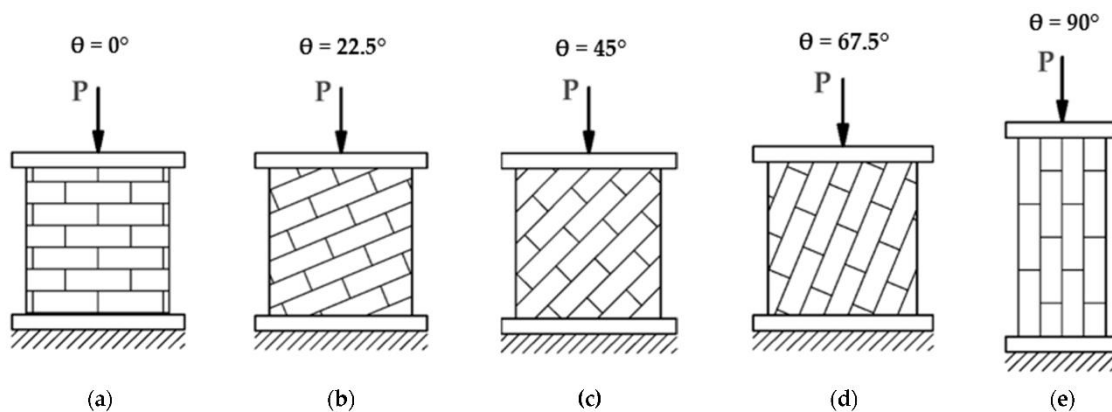 θ = 0°
θ = 22.5°
θ = 45°
θ = 67.5°
θ = 90°
P
P
P
P
P
(a)
(b)
(c)
(d)
(e)